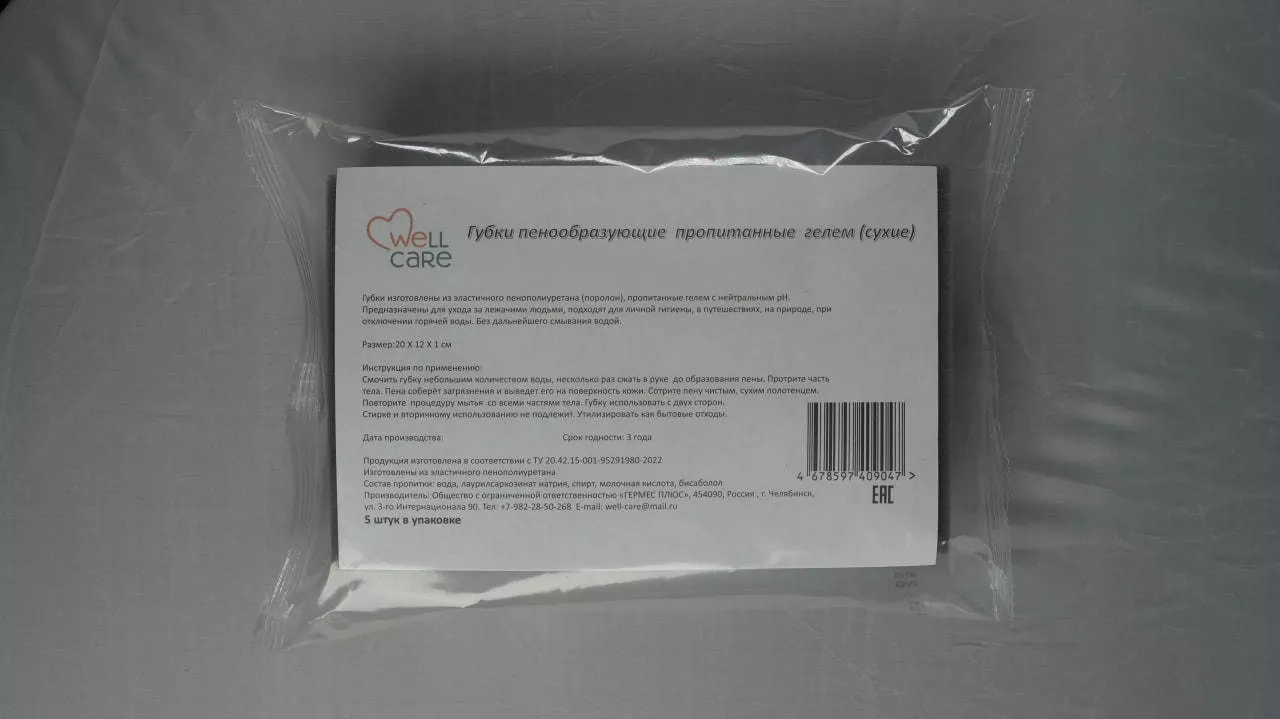 well
care
Губки пенообразующие пропитанные гелем (сухие)
Губки изготовлены из эластичного пенополиуретана (поролон), пропитанные гелем с нейтральным pH.
Предназначены для ухода за лежачими людьми, подходят для личной гигиены, в путешествиях, на природе, при
отключении горячей воды. Без дальнейшего смывания водой.
Размер:20 X 12 X 1 см
Инструкция по применению:
Смочить губку небольшим количеством воды, несколько раз сжать в руке до образования пены. Протрите часть
тела. Пена соберёт загрязнения и выведет его на поверхность кожи. Сотрите пену чистым, сухим полотенцем.
Повторите процедуру мытья со всеми частями тела. Губку использовать с двух сторон.
Стирке и вторичному использованию не подлежит. Утилизировать как бытовые отходы.
Дата производства: Срок годности: 3 года
Продукция изготовлена в соответствии с ТУ 20.42.15-001-95291980-2022
Изготовлены из эластичного пенополиуретана
Состав пропитки: вода, лаурилсаркозинат натрия, спирт, молочная кислота, бисаболол
Производитель: Общество с ограниченной ответственностью «ГЕРМЕС ПЛЮС», 454090, Россия , г. Челябинск,
ул. 3-го Интернационала 90. Тел: +7-982-28-50-268 E-mail: well-care@mail.ru
5 штук в упаковке
4 678597 409047 >
EAC